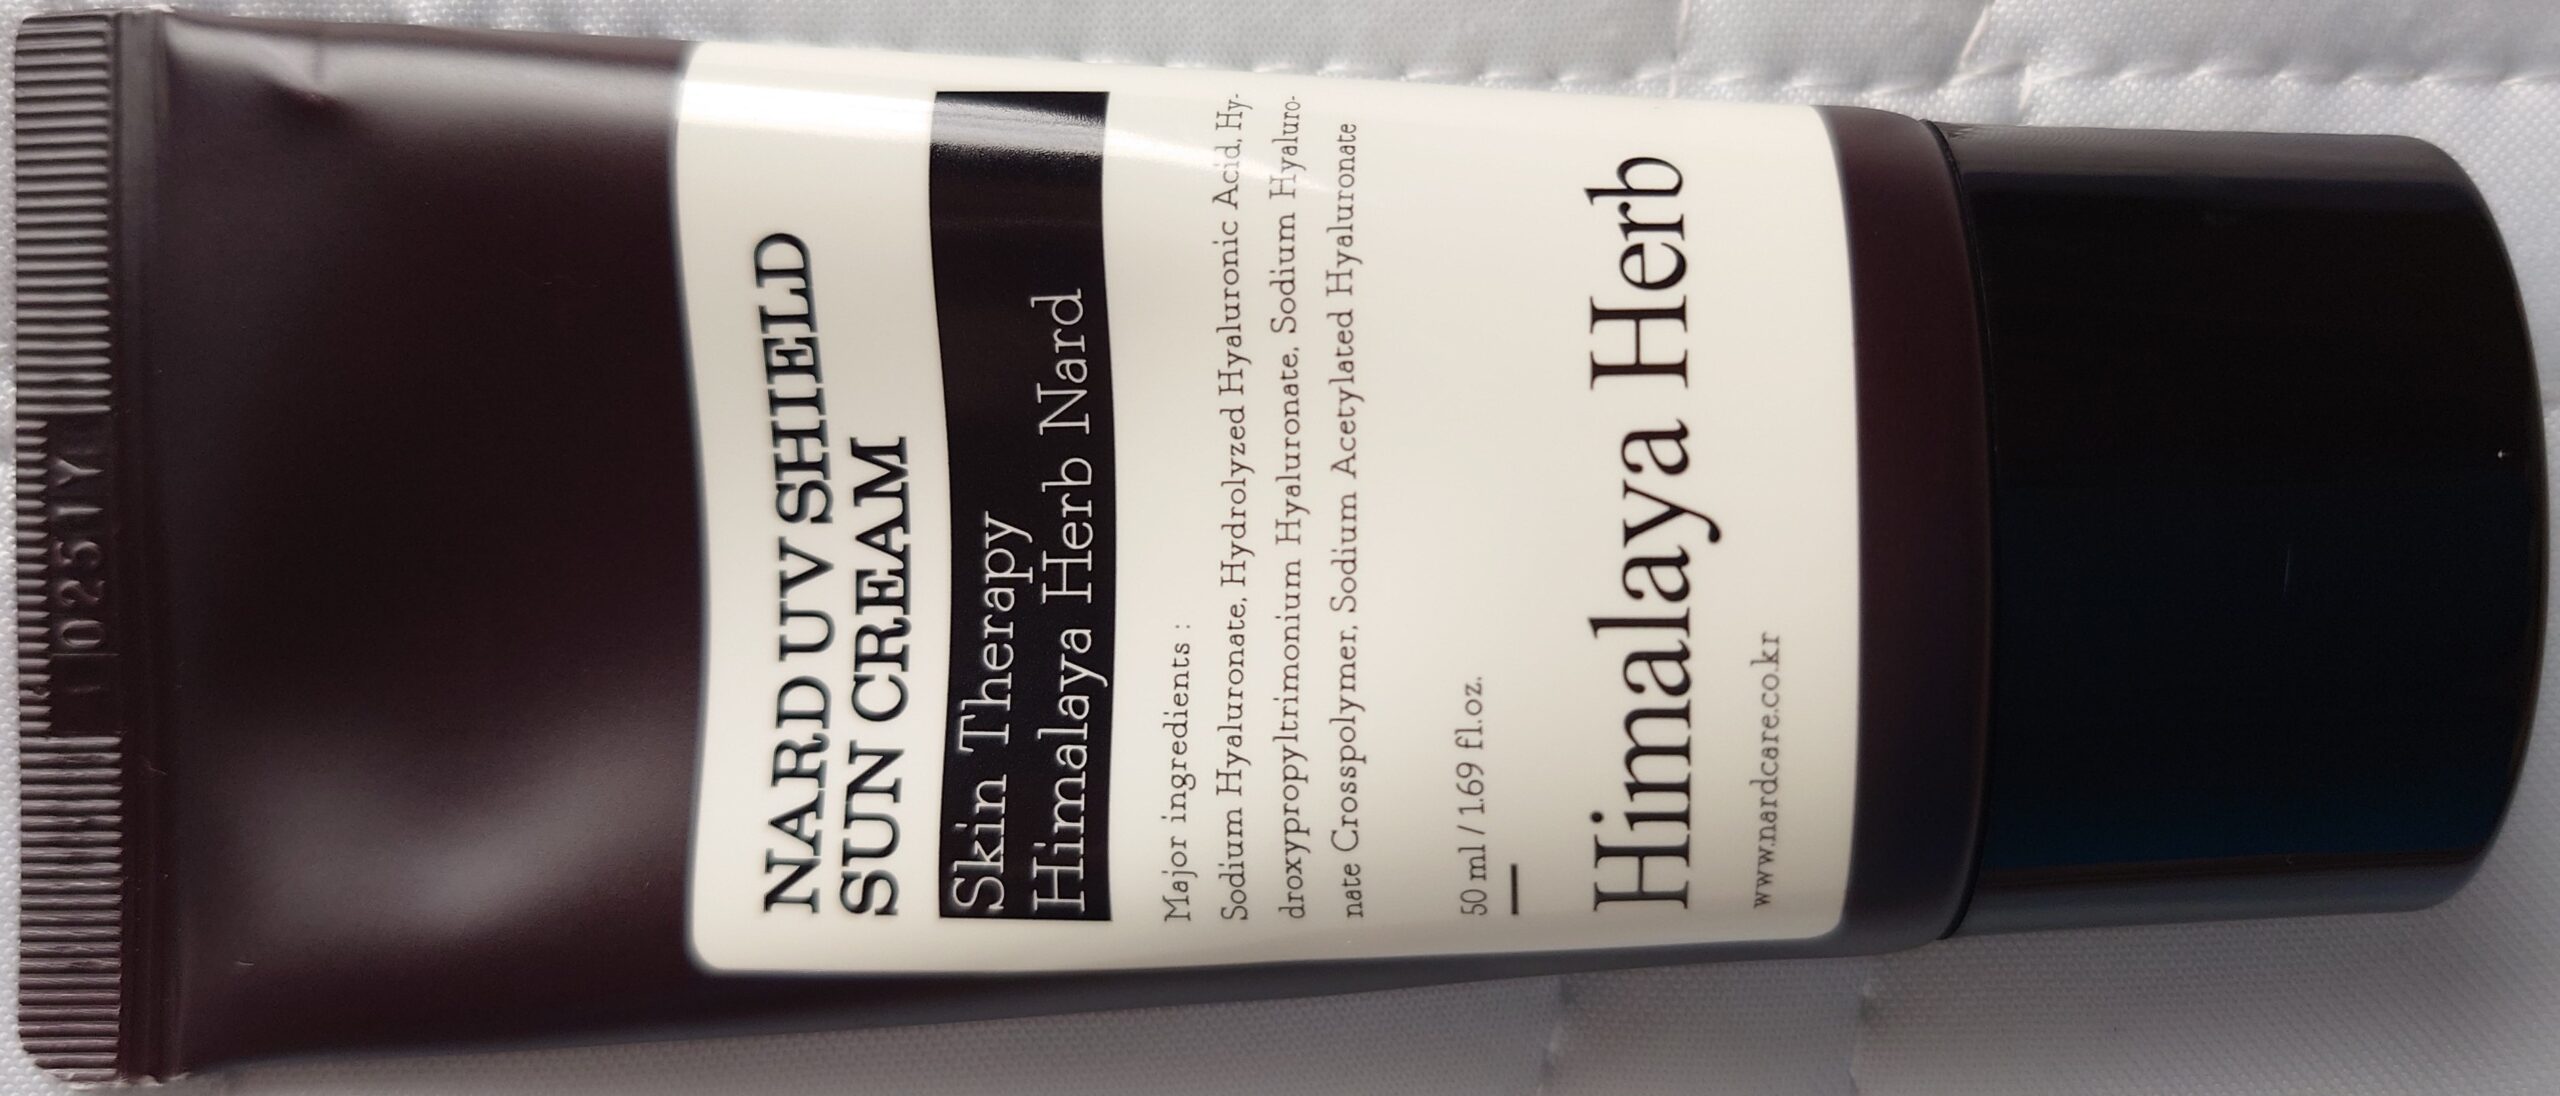 NARD UV SHIELD
SUN CREAM
Skin Therapy
Himalaya Herb Nard
Major ingredients :
Sodium Hyaluronate, Hydrolyzed Hyaluronic Acid, Hy-
droxypropyltrimonium Hyaluronate, Sodium Hyaluro-
nate Crosspolymer, Sodium Acetylated Hyaluronate
50 ml / 1.69 fl.oz.
Himalaya Herb
www.nardcare.co.kr